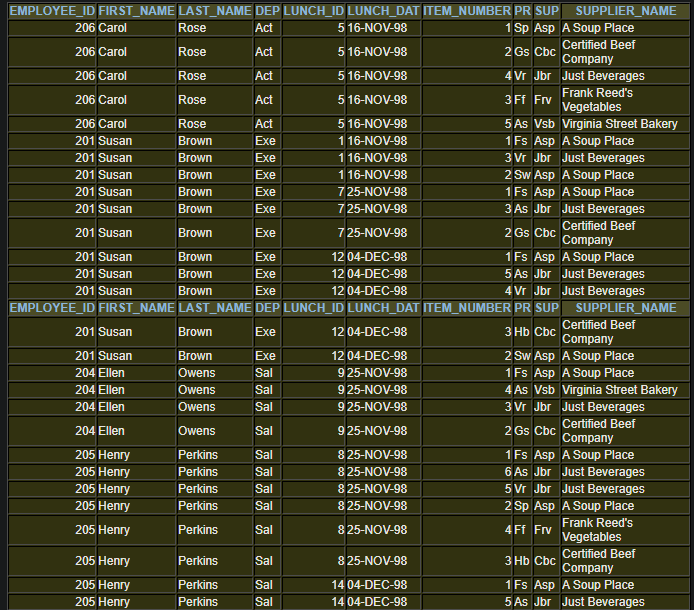 EMPLOYEE_ID FIRST_NAME LAST_NAME DEP LUNCH_ID LUNCH_DAT ITEM_NUMBER PR SUP SUPPLIER_NAME
206 Carol Rose Act 5 16-NOV-98 1 Sp Asp A Soup Place
206 Carol Rose Act 5 16-NOV-98 2 Gs Cbc Certified Beef
Company
206 Carol Rose Act 5 16-NOV-98 4 Vr Jbr Just Beverages
206 Carol Rose Act 5 16-NOV-98 3 Ff Frv Frank Reed's
Vegetables
206 Carol Rose Act 5 16-NOV-98 5 As Vsb Virginia Street Bakery
201 Susan Brown Exe 1 16-NOV-98 1 Fs Asp A Soup Place
201 Susan Brown Exe 1 16-NOV-98 3 Vr Jbr Just Beverages
201 Susan Brown Exe 1 16-NOV-98 2 Sw Asp A Soup Place
201 Susan Brown Exe 7 25-NOV-98 1 Fs Asp A Soup Place
201 Susan Brown Exe 7 25-NOV-98 3 As Jbr Just Beverages
201 Susan Brown Exe 7 25-NOV-98 2 Gs Cbc Certified Beef
Company
201 Susan Brown Exe 12 04-DEC-98 1 Fs Asp A Soup Place
201 Susan Brown Exe 12 04-DEC-98 5 As Jbr Just Beverages
201 Susan Brown Exe 12 04-DEC-98 4 Vr Jbr Just Beverages
EMPLOYEE_ID FIRST_NAME LAST_NAME DEP LUNCH_ID LUNCH_DAT ITEM_NUMBER PR SUP SUPPLIER_NAME
201 Susan Brown Exe 12 04-DEC-98 3 Hb Cbc Certified Beef
Company
201 Susan Brown Exe 12 04-DEC-98 2 Sw Asp A Soup Place
204 Ellen Owens Sal 9 25-NOV-98 1 Fs Asp A Soup Place
204 Ellen Owens Sal 9 25-NOV-98 4 As Vsb Virginia Street Bakery
204 Ellen Owens Sal 9 25-NOV-98 3 Vr Jbr Just Beverages
204 Ellen Owens Sal 9 25-NOV-98 2 Gs Cbc Certified Beef
Company
205 Henry Perkins Sal 8 25-NOV-98 1 Fs Asp A Soup Place
205 Henry Perkins Sal 8 25-NOV-98 6 As Jbr Just Beverages
205 Henry Perkins Sal 8 25-NOV-98 5 Vr Jbr Just Beverages
205 Henry Perkins Sal 8 25-NOV-98 2 Sp Asp A Soup Place
205 Henry Perkins Sal 8 25-NOV-98 4 Ff Frv Frank Reed's
Vegetables
205 Henry Perkins Sal 8 25-NOV-98 3 Hb Cbc Certified Beef
Company
205 Henry Perkins Sal 14 04-DEC-98 1 Fs Asp A Soup Place
205 Henry Perkins Sal 14 04-DEC-98 5 As Jbr Just Beverages